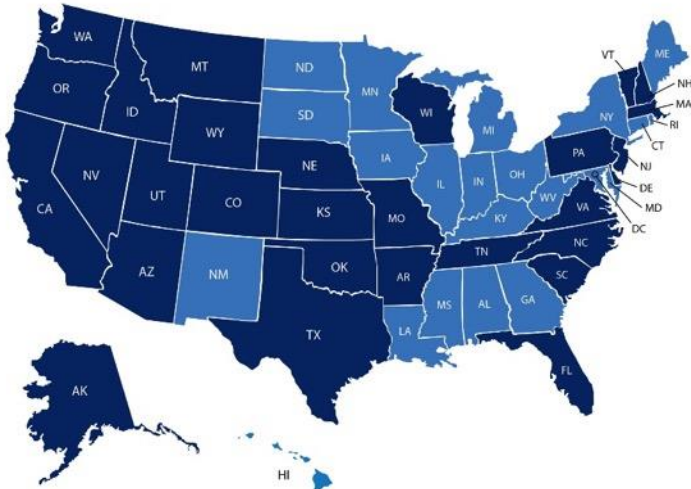 WA
MT
ND
MN
ME
VT
OR
ID
WI
NH
MA
SD
MI
NY
WY
RI
CT
IA
PA
NE
NJ
OH
NV
IL
IN
DE
UT
WV
MD
CO
VA
CA
KS
MO
KY
DC
NC
TN
OK
AZ
AR
SC
NM
MS
AL
GA
LA
TX
FL
AK
HI